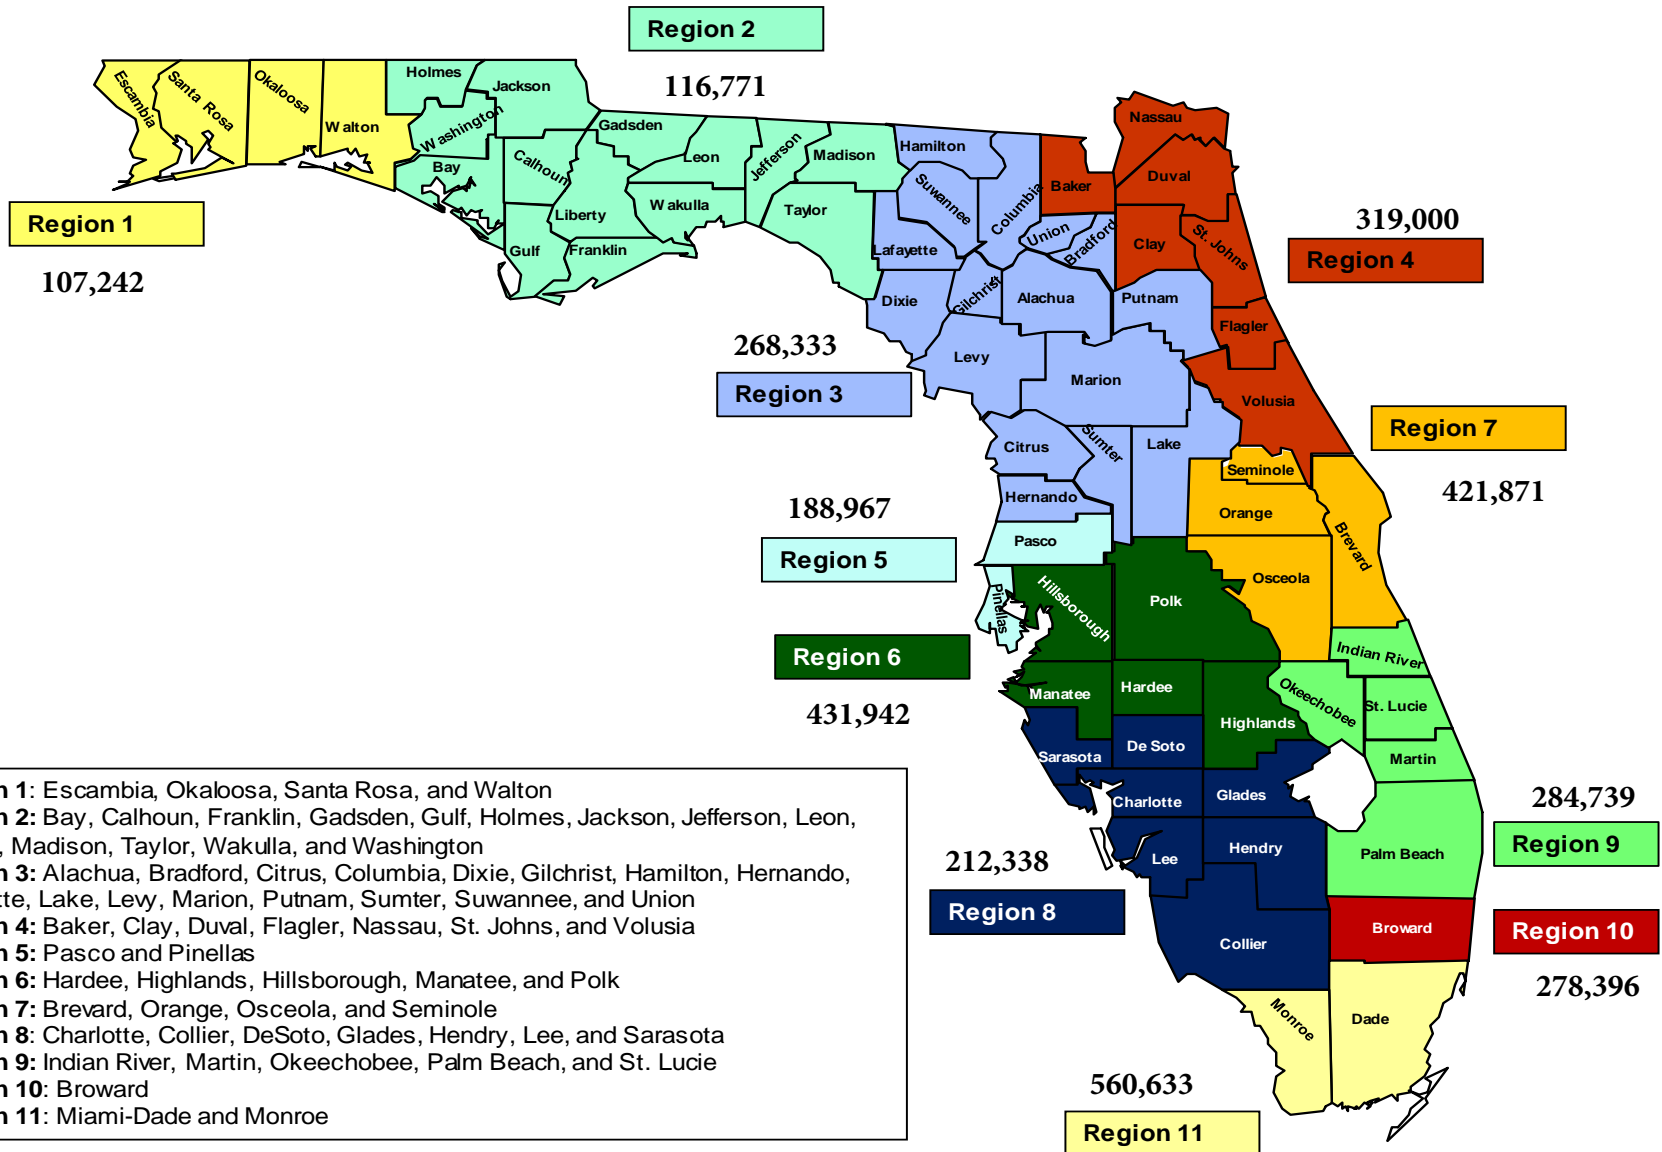 Region 2
116,771
Holmes
Jackson
Escambia
Santa Rosa
Okaloosa
Walton
Washington
Bay
Calhoun
Gadsden
Leon
Jefferson
Madison
Liberty
Wakulla
Taylor
Gulf
Franklin
Region 1
107,242
Hamilton
Suwannee
Columbia
Baker
Nassau
Duval
Union
Bradford
Clay
St. Johns
Lafayette
Dixie
Gilchrist
Alachua
Putnam
Flagler
319,000
Region 4
268,333
Region 3
Levy
Marion
Volusia
Citrus
Sumter
Lake
Hernando
Region 7
421,871
Seminole
Orange
Brevard
Osceola
188,967
Region 5
Pasco
Pinellas
Hillsborough
Polk
Region 6
431,942
Manatee
Hardee
Highlands
Indian River
Okeechobee
St. Lucie
Martin
Sarasota
De Soto
Charlotte
Glades
Lee
Hendry
Collier
Palm Beach
284,739
Region 9
212,338
Region 8
Broward
Region 10
278,396
Monroe
Dade
560,633
Region 11
n 1: Escambia, Okaloosa, Santa Rosa, and Walton
n 2: Bay, Calhoun, Franklin, Gadsden, Gulf, Holmes, Jackson, Jefferson, Leon,
, Madison, Taylor, Wakulla, and Washington
n 3: Alachua, Bradford, Citrus, Columbia, Dixie, Gilchrist, Hamilton, Hernando,
tte, Lake, Levy, Marion, Putnam, Sumter, Suwannee, and Union
n 4: Baker, Clay, Duval, Flagler, Nassau, St. Johns, and Volusia
n 5: Pasco and Pinellas
n 6: Hardee, Highlands, Hillsborough, Manatee, and Polk
n 7: Brevard, Orange, Osceola, and Seminole
n 8: Charlotte, Collier, DeSoto, Glades, Hendry, Lee, and Sarasota
n 9: Indian River, Martin, Okeechobee, Palm Beach, and St. Lucie
n 10: Broward
n 11: Miami-Dade and Monroe